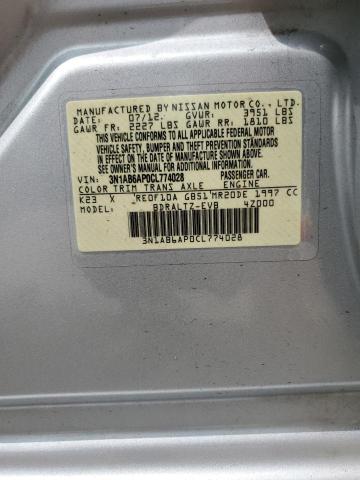 MANUFACTURED BY NISSAN MOTOR CO., LTD.
DATE: 07/12 GVWR: 3951 LBS
GAWR FR: 2227 LBS GAWR RR: 1810 LBS
THIS VEHICLE CONFORMS TO ALL APPLICABLE FEDERAL MOTOR
VEHICLE SAFETY, BUMPER AND THEFT PREVENTION STANDARDS
IN EFFECT ON THE DATE OF MANUFACTURE SHOWN ABOVE.
SEE OWNER'S MANUAL FOR ADDITIONAL INFORMATION.
VIN: 3N1AB6AP0CL774028 PASSENGER CAR
COLOR TRIM TRANS AXLE ENGINE
K23 X RE0F10A GB51 MR20DE 1997 CC
MODEL: BDRALTZ-EVB 4Z000
3N1AB6AP0CL774028